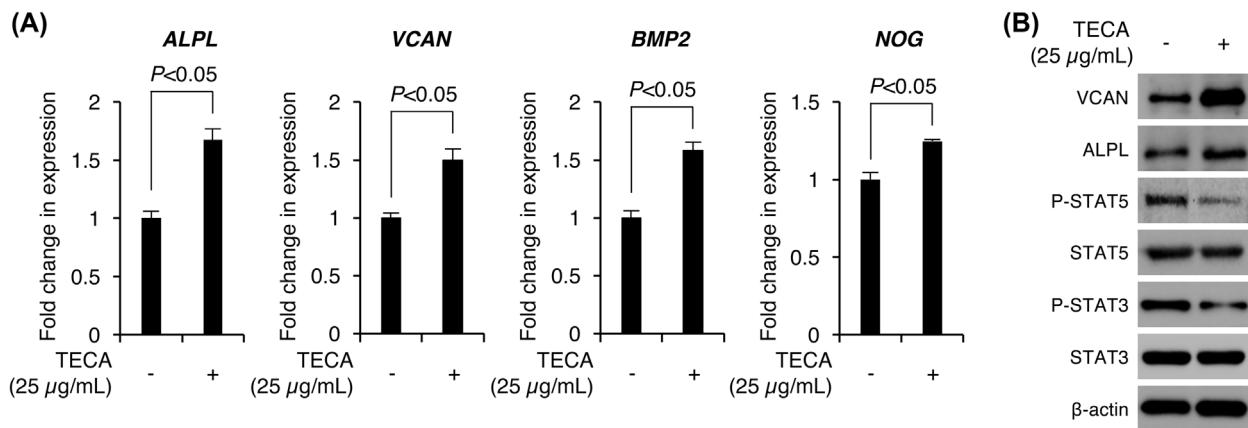 (A)
ALPL
P<0.05
Fold change in expression
2
1.5
1
0.5
0
TECA
(25 µg/mL)
-
+
VCAN
P<0.05
Fold change in expression
2
1.5
1
0.5
0
TECA
(25 µg/mL)
-
+
BMP2
P<0.05
Fold change in expression
2
1.5
1
0.5
0
TECA
(25 µg/mL)
-
+
NOG
P<0.05
Fold change in expression
1.5
1
0.5
0
TECA
(25 µg/mL)
-
+
(B)
TECA
(25 µg/mL)
-
+
VCAN
ALPL
P-STAT5
STAT5
P-STAT3
STAT3
β-actin